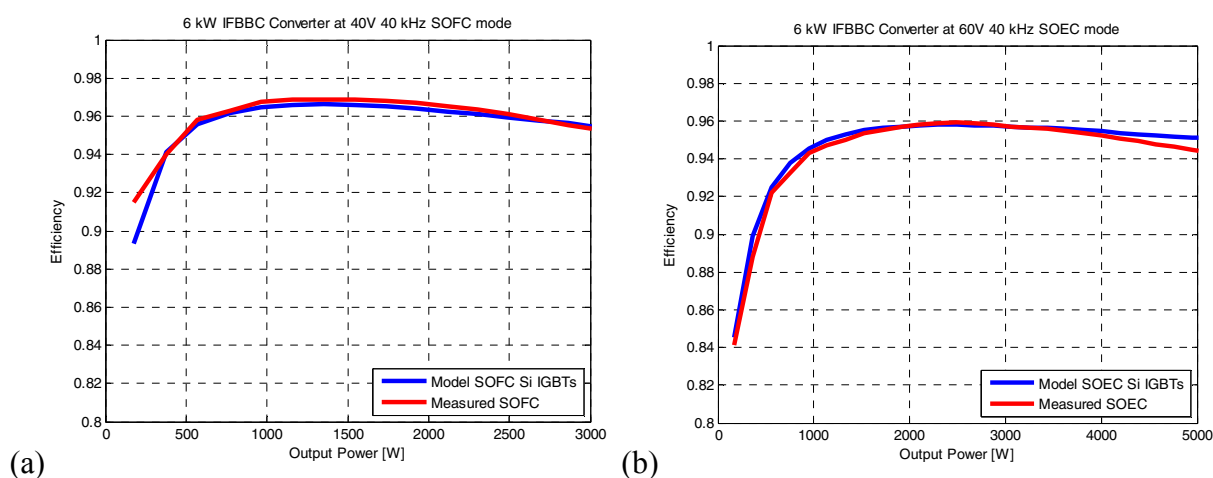 6 kW IFBBC Converter at 40V 40 kHz SOFC mode
1
0.98
0.96
0.94
0.92
0.9
0.88
0.86
0.84
0.82
0.8
Efficiency
0
500
1000
1500
2000
2500
3000
Output Power [W]
Model SOFC Si IGBTs
Measured SOFC
(a)
6 kW IFBBC Converter at 60V 40 kHz SOEC mode
1
0.98
0.96
0.94
0.92
0.9
0.88
0.86
0.84
0.82
0.8
Efficiency
0
1000
2000
3000
4000
5000
Output Power [W]
Model SOEC Si IGBTs
Measured SOEC
(b)